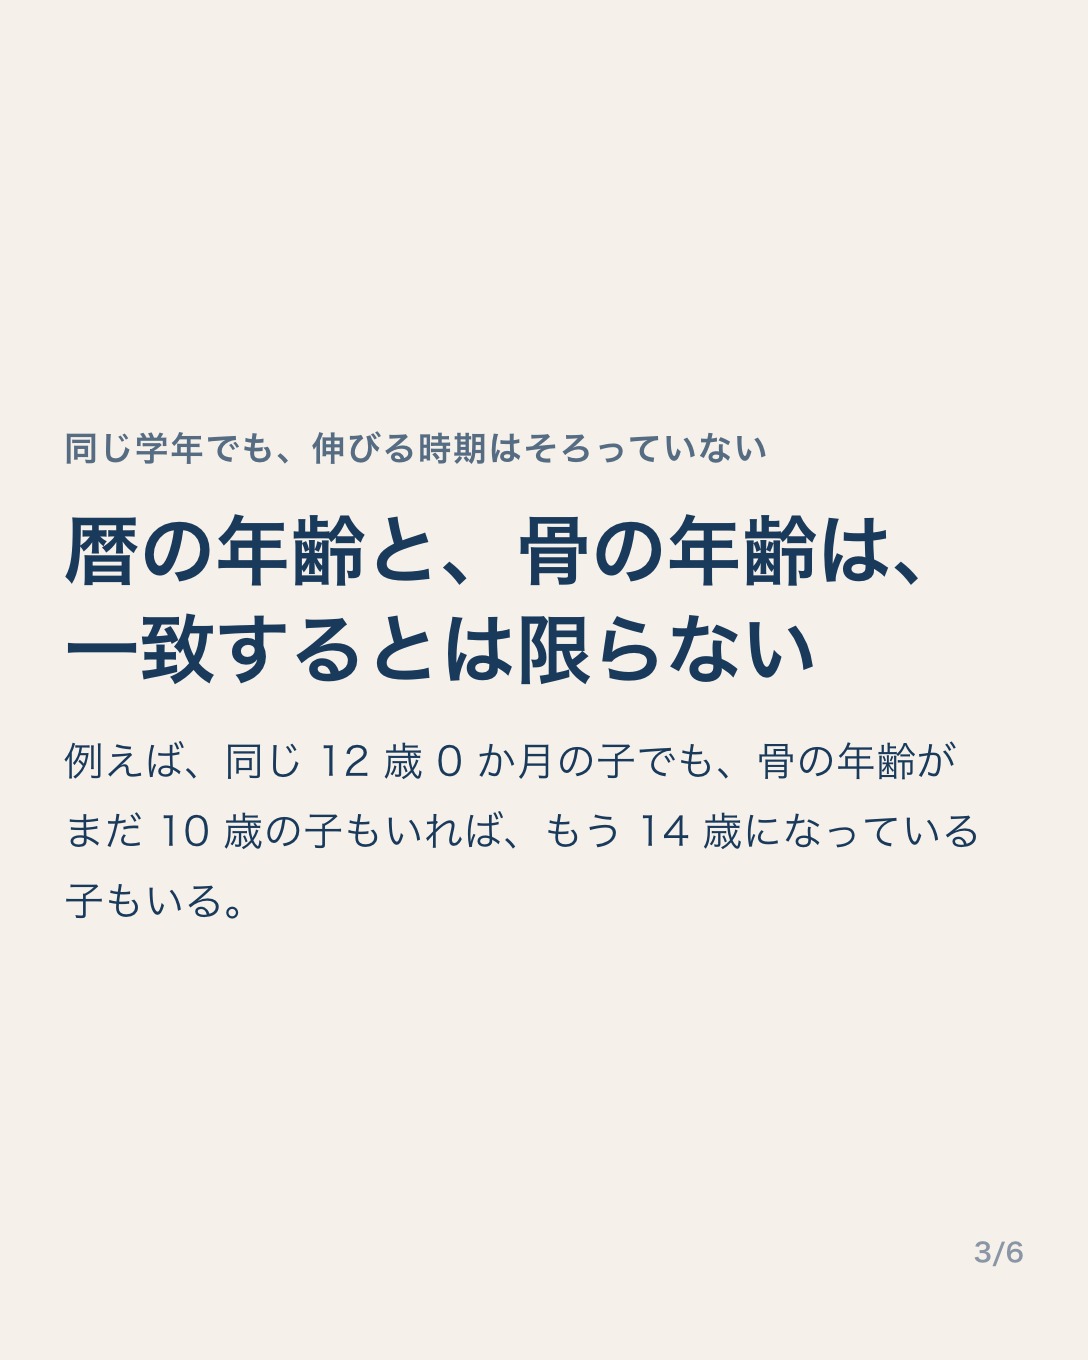 同じ学年でも、伸びる時期はそろっていない
暦の年齢と、骨の年齢は、
一致するとは限らない
例えば、同じ 12 歳 0 か月の子でも、骨の年齢が
まだ 10 歳の子もいれば、もう 14 歳になっている
子もいる。
3/6